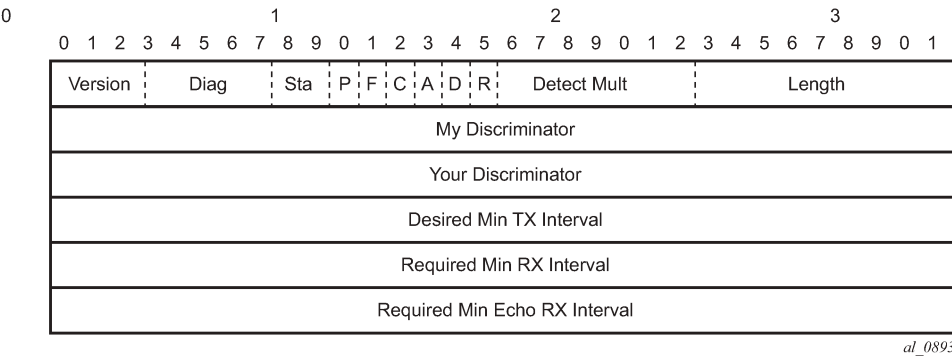 0 1 2 3
0 1 2 3 4 5 6 7 8 9 0 1 2 3 4 5 6 7 8 9 0 1 2 3 4 5 6 7 8 9 0 1
Version Diag Sta P F C A D R Detect Mult Length
My Discriminator
Your Discriminator
Desired Min TX Interval
Required Min RX Interval
Required Min Echo RX Interval
al_0893